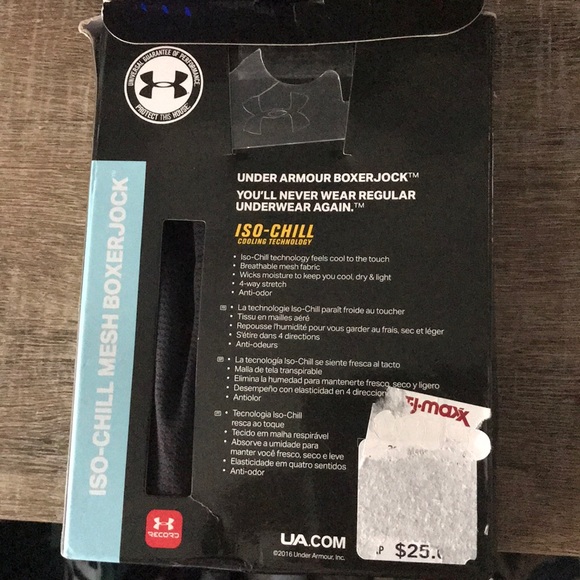 UNIVERSAL GUARANTEE OF PERFORMANCE
PROTECT THIS HOUSE
ISO-CHILL MESH BOXERJOCK™
UNDER ARMOUR BOXERJOCK™
YOU'LL NEVER WEAR REGULAR
UNDERWEAR AGAIN.™
ISO-CHILL
COOLING TECHNOLOGY
• Iso-Chill technology feels cool to the touch
• Breathable mesh fabric
• Wicks moisture to keep you cool, dry & light
• 4-way stretch
• Anti-odor
• La technologie Iso-Chill paraît froide au toucher
• Tissu en mailles aéré
• Repousse l'humidité pour vous garder au frais, sec et léger
• S'étire dans 4 directions
• Anti-odeurs
• La tecnología Iso-Chill se siente fresca al tacto
• Malla de tela transpirable
• Elimina la humedad para mantenerte fresco, seco y ligero
• Desempeño con elasticidad en 4 direccion
• Antiolor
• Tecnologia Iso-Chill
resca ao toque
• Tecido em malha respirável
• Absorve a umidade para
manter você fresco, seco e leve
• Elasticidade em quatro sentidos
• Anti-odor
T•J•maxx
RECORD
UA.COM
©2016 Under Armour, Inc.
.P $25.